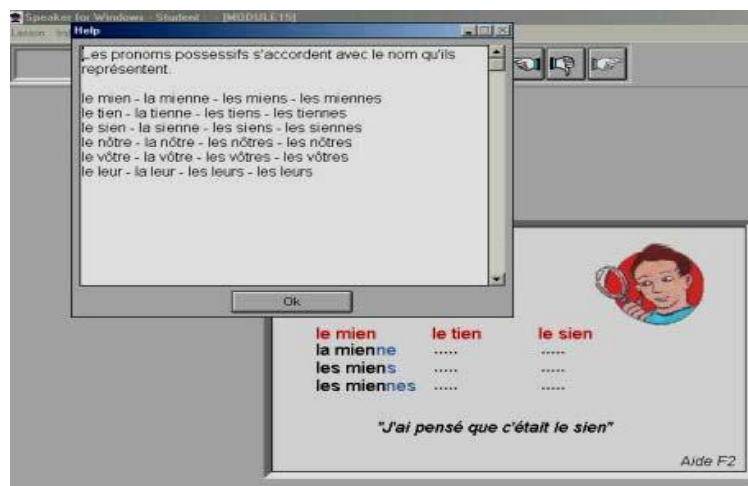 Speaker for Windows - Student - [MODULE15]
Lesson
Help
Les pronoms possessifs s'accordent avec le nom qu'ils
représentent.
le mien - la mienne - les miens - les miennes
le tien - la tienne - les tiens - les tiennes
le sien - la sienne - les siens - les siennes
le nôtre - la nôtre - les nôtres - les nôtres
le vôtre - la vôtre - les vôtres - les vôtres
le leur - la leur - les leurs - les leurs
Ok
le mien le tien le sien
la mienne ..... .....
les miens ..... .....
les miennes ..... .....
"J'ai pensé que c'était le sien"
Aide F2